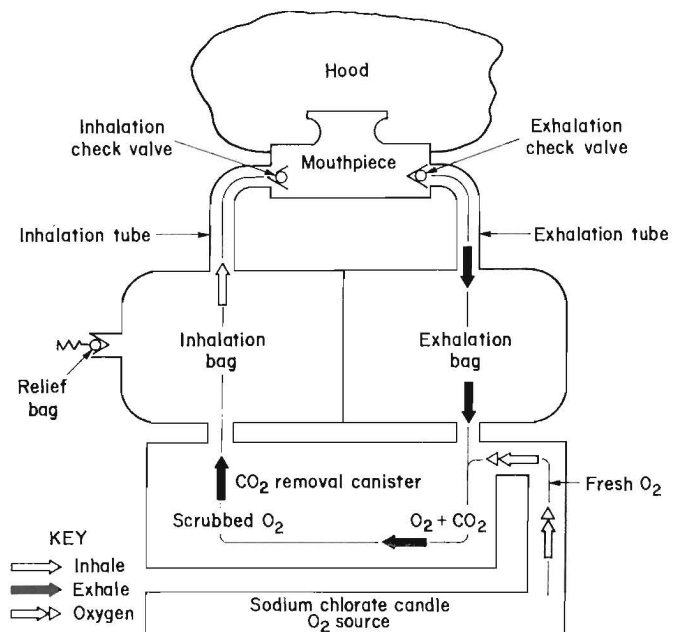 Hood
Inhalation
check valve
Exhalation
check valve
Mouthpiece
Inhalation tube
Exhalation tube
Inhalation
bag
Exhalation
bag
Relief
bag
CO2 removal canister
Fresh O2
Scrubbed O2
O2 + CO2
KEY
Inhale
Exhale
Oxygen
Sodium chlorate candle
O2 source